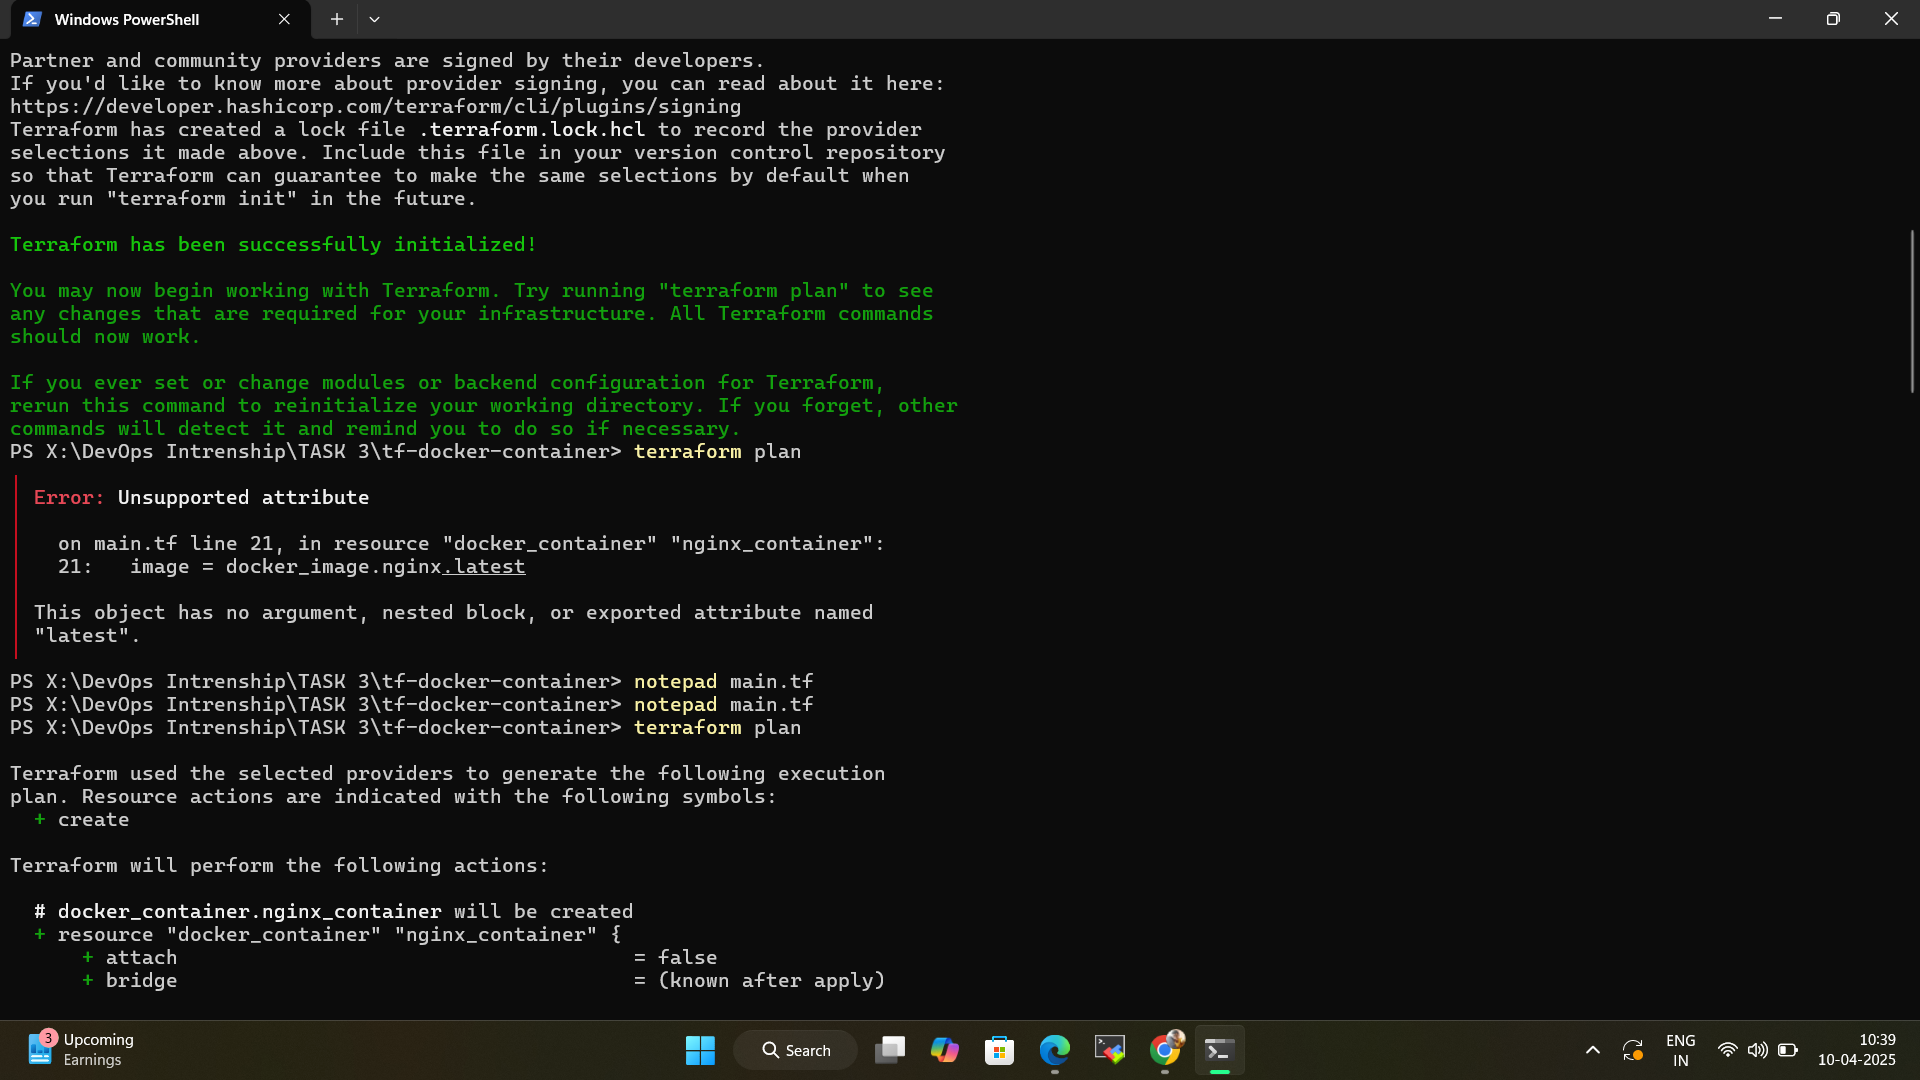 Windows PowerShell
Partner and community providers are signed by their developers.
If you'd like to know more about provider signing, you can read about it here:
https://developer.hashicorp.com/terraform/cli/plugins/signing
Terraform has created a lock file .terraform.lock.hcl to record the provider
selections it made above. Include this file in your version control repository
so that Terraform can guarantee to make the same selections by default when
you run "terraform init" in the future.
Terraform has been successfully initialized!
You may now begin working with Terraform. Try running "terraform plan" to see
any changes that are required for your infrastructure. All Terraform commands
should now work.
If you ever set or change modules or backend configuration for Terraform,
rerun this command to reinitialize your working directory. If you forget, other
commands will detect it and remind you to do so if necessary.
PS X:\DevOps Intrenship\TASK 3\tf-docker-container> terraform plan
Error: Unsupported attribute
on main.tf line 21, in resource "docker_container" "nginx_container":
21:   image = docker_image.nginx.latest
This object has no argument, nested block, or exported attribute named
"latest".
PS X:\DevOps Intrenship\TASK 3\tf-docker-container> notepad main.tf
PS X:\DevOps Intrenship\TASK 3\tf-docker-container> notepad main.tf
PS X:\DevOps Intrenship\TASK 3\tf-docker-container> terraform plan
Terraform used the selected providers to generate the following execution
plan. Resource actions are indicated with the following symbols:
+ create
Terraform will perform the following actions:
# docker_container.nginx_container will be created
+ resource "docker_container" "nginx_container" {
+ attach = false
+ bridge = (known after apply)
3 Upcoming
Earnings
Search
ENG
IN
10:39
10-04-2025